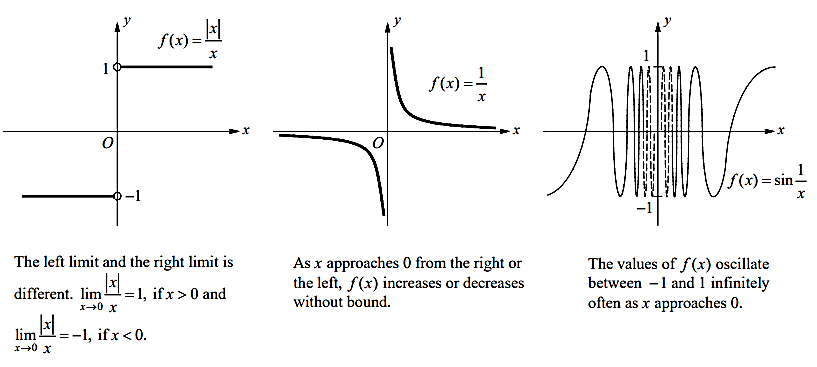 y
f(x) = |x|/x
1
O
x
−1
The left limit and the right limit is
different. lim x→0 |x|/x = 1, if x > 0 and
lim x→0 |x|/x = −1, if x < 0.
y
f(x) = 1/x
O
x
As x approaches 0 from the right or
the left, f(x) increases or decreases
without bound.
y
1
x
f(x) = sin 1/x
−1
The values of f(x) oscillate
between −1 and 1 infinitely
often as x approaches 0.